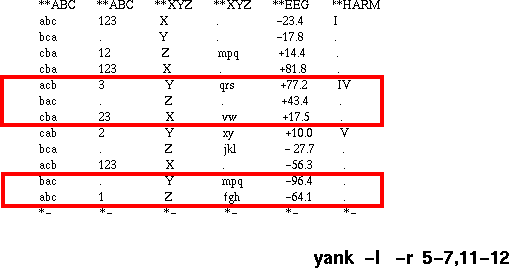 **ABC **ABC **XYZ **XYZ **EEG **HARM
abc 123 X . -23.4 I
bca . Y . -17.8 .
cba 12 Z mpq +14.4 .
cba 123 X . +81.8 .
acb 3 Y qrs +77.2 IV
bac . Z . +43.4 .
cba 23 X vw +17.5 .
cab 2 Y xy +10.0 V
bca . Z jkl - 27.7 .
acb 123 X . -56.3 .
bac . Y mpq -96.4 .
abc 1 Z fgh -64.1 .
*- *- *- *- *- *-
yank -l -r 5-7,11-12